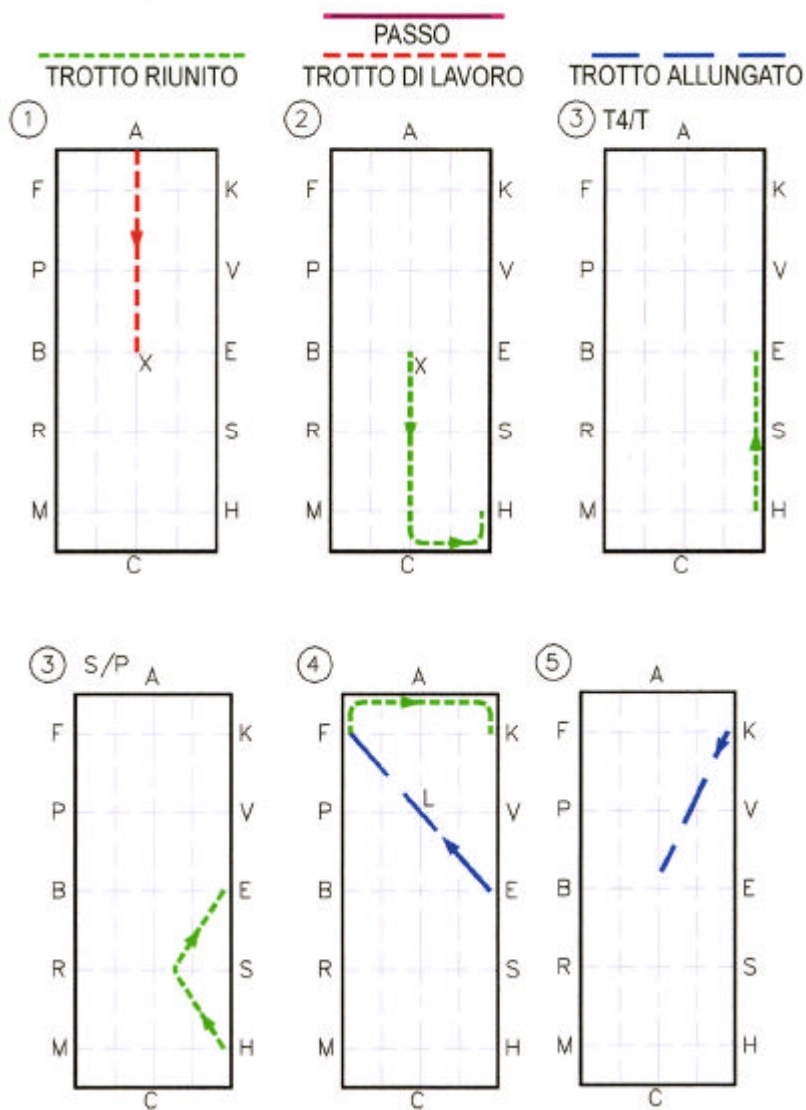 PASSO
TROTTO RIUNITO TROTTO DI LAVORO TROTTO ALLUNGATO
1 2 3 T4/T
A A A
F K F K F K
P V P V P V
B E B E B E
X X
R S R S R S
M H M H M H
C C C
3 S/P 4 5
A A A
F K F K F K
P V P L V P V
B E B E B E
R S R S R S
M H M H M H
C C C